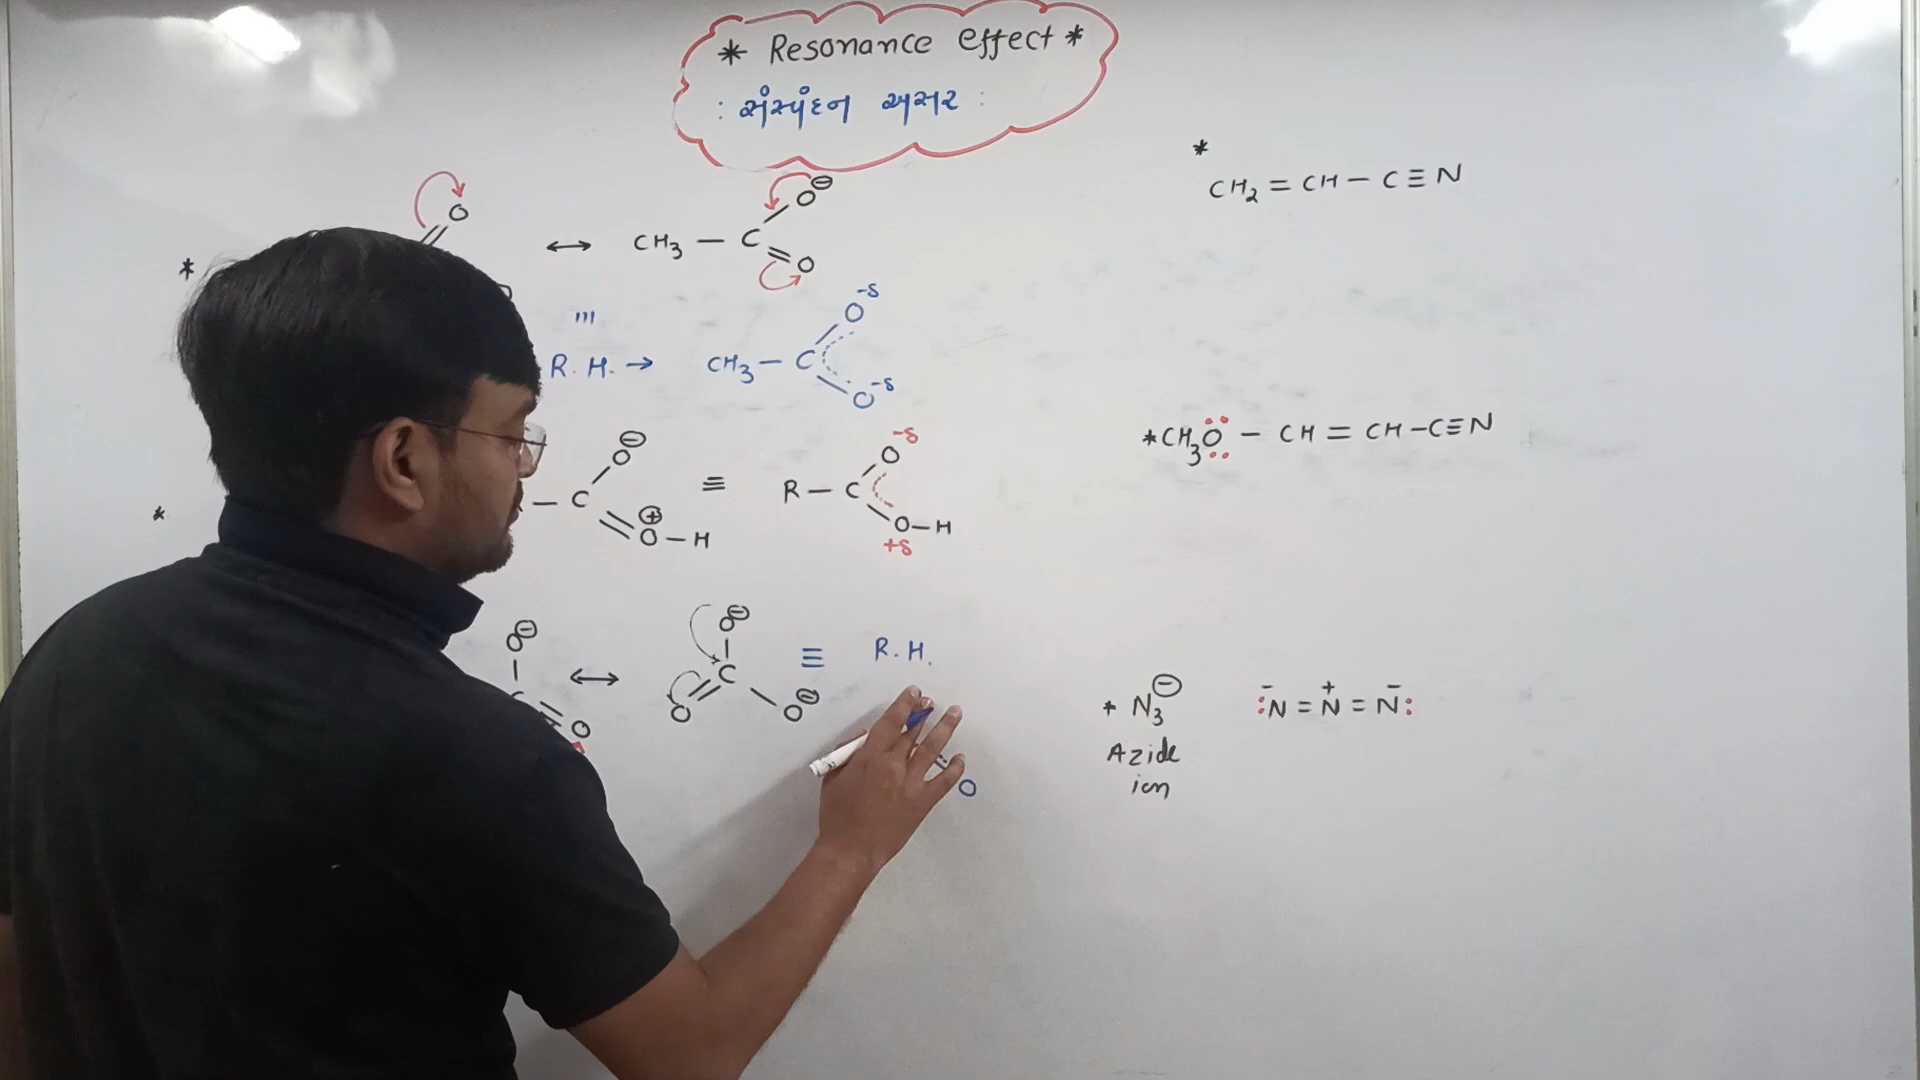 * Resonance effect *
: સંસ્પંદન અસર :
*
O
↔ CH₃ — C
O⊖
O
≡
R. H. → CH₃ — C
O-δ
O-δ
*
— C
O⊖
O⊕ — H
≡ R — C
O-δ
O — H
+δ
O⊖
C
O
↔
O⊖
C
O
O⊖
≡ R. H.
O
*
CH₂ = CH — C ≡ N
* CH₃O — CH = CH — C ≡ N
* N₃⊖
Azide
ion
:N⁻ = N⁺ = N⁻: